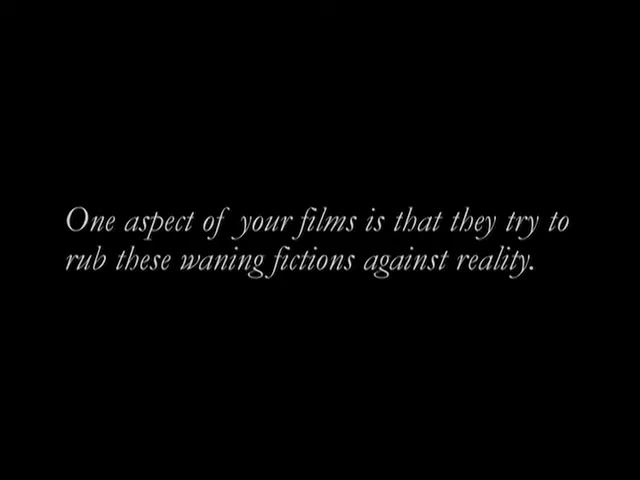 One aspect of your films is that they try to
rub these waning fictions against reality.